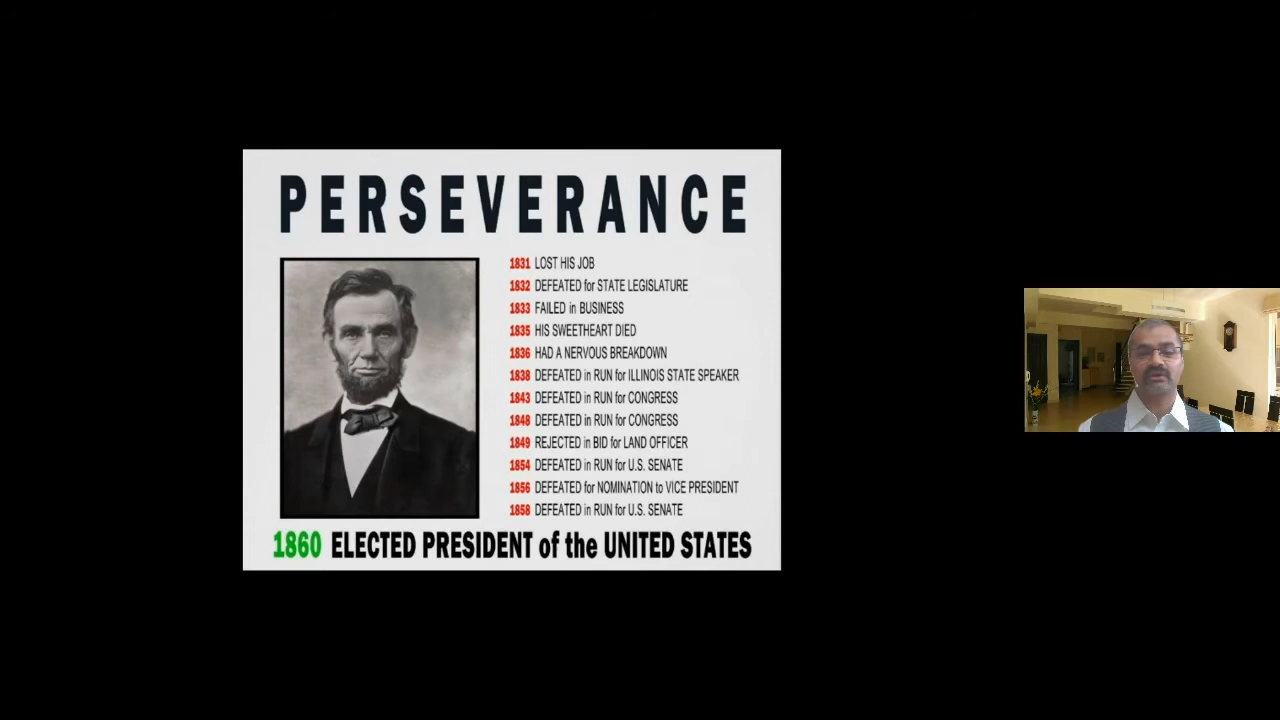 PERSEVERANCE
1831 LOST HIS JOB
1832 DEFEATED for STATE LEGISLATURE
1833 FAILED in BUSINESS
1835 HIS SWEETHEART DIED
1836 HAD A NERVOUS BREAKDOWN
1838 DEFEATED in RUN for ILLINOIS STATE SPEAKER
1843 DEFEATED in RUN for CONGRESS
1848 DEFEATED in RUN for CONGRESS
1849 REJECTED in BID for LAND OFFICER
1854 DEFEATED in RUN for U.S. SENATE
1856 DEFEATED for NOMINATION to VICE PRESIDENT
1858 DEFEATED in RUN for U.S. SENATE
1860 ELECTED PRESIDENT of the UNITED STATES